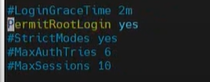 #LoginGraceTime 2m
PermitRootLogin yes
#StrictModes yes
#MaxAuthTries 6
#MaxSessions 10